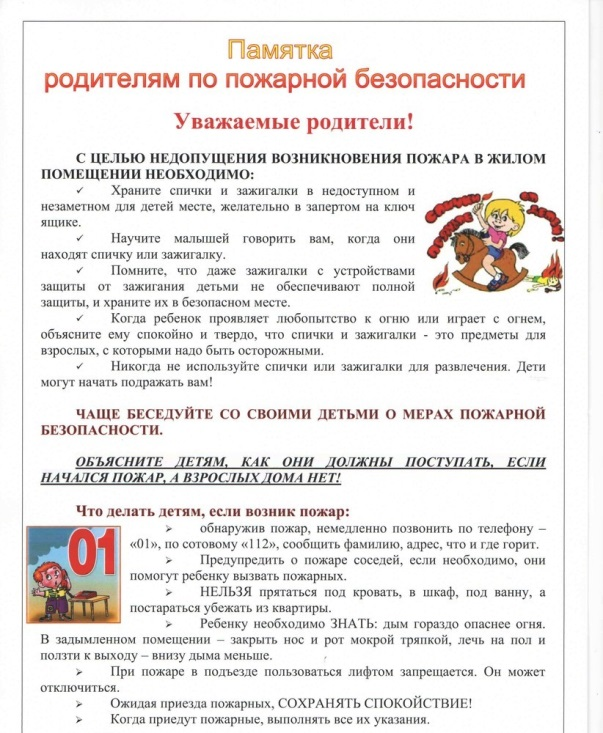 Памятка
родителям по пожарной безопасности
Уважаемые родители!
С ЦЕЛЬЮ НЕДОПУЩЕНИЯ ВОЗНИКНОВЕНИЯ ПОЖАРА В ЖИЛОМ
ПОМЕЩЕНИИ НЕОБХОДИМО:
✓ Храните спички и зажигалки в недоступном и
незаметном для детей месте, желательно в запертом на ключ
ящике.
✓ Научите малышей говорить вам, когда они
находят спичку или зажигалку.
✓ Помните, что даже зажигалки с устройствами
защиты от зажигания детьми не обеспечивают полной
защиты, и храните их в безопасном месте.
✓ Когда ребенок проявляет любопытство к огню или играет с огнем,
объясните ему спокойно и твердо, что спички и зажигалки - это предметы для
взрослых, с которыми надо быть осторожными.
✓ Никогда не используйте спички или зажигалки для развлечения. Дети
могут начать подражать вам!
ЧАЩЕ БЕСЕДУЙТЕ СО СВОИМИ ДЕТЬМИ О МЕРАХ ПОЖАРНОЙ
БЕЗОПАСНОСТИ.
ОБЪЯСНИТЕ ДЕТЯМ, КАК ОНИ ДОЛЖНЫ ПОСТУПАТЬ, ЕСЛИ
НАЧАЛСЯ ПОЖАР, А ВЗРОСЛЫХ ДОМА НЕТ!
Что делать детям, если возник пожар:
01
➢ обнаружив пожар, немедленно позвонить по телефону –
«01», по сотовому «112», сообщить фамилию, адрес, что и где горит.
➢ Предупредить о пожаре соседей, если необходимо, они
помогут ребенку вызвать пожарных.
➢ НЕЛЬЗЯ прятаться под кровать, в шкаф, под ванну, а
постараться убежать из квартиры.
➢ Ребенку необходимо ЗНАТЬ: дым гораздо опаснее огня.
В задымленном помещении – закрыть нос и рот мокрой тряпкой, лечь на пол и
ползти к выходу – внизу дыма меньше.
➢ При пожаре в подъезде пользоваться лифтом запрещается. Он может
отключиться.
➢ Ожидая приезда пожарных, СОХРАНЯТЬ СПОКОЙСТВИЕ!
➢ Когда приедут пожарные, выполнять все их указания.